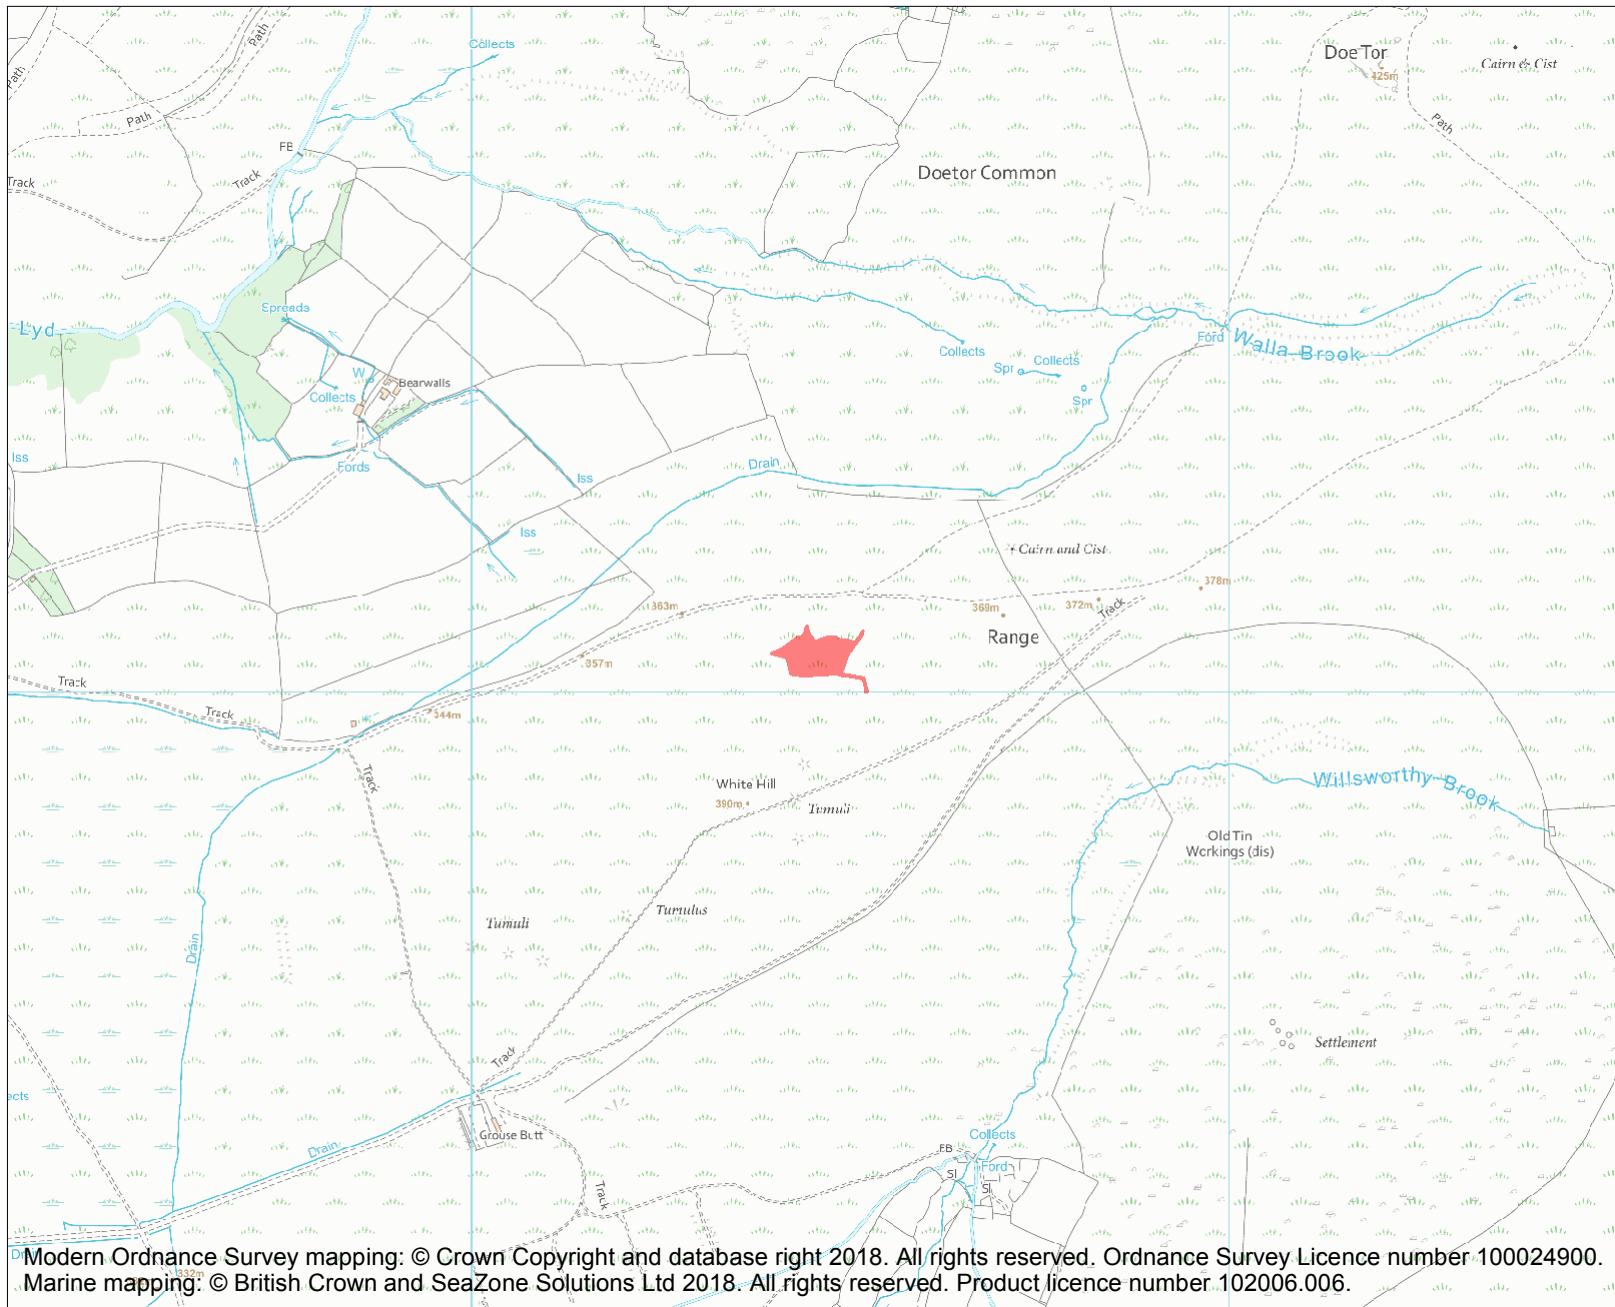 Collects
Path
Path
Path
Doe Tor
425m
Cairn & Cist
Path
FB
Track
Track
Doetor Common
Spreads
Lyd
Ford
Walla Brook
W
Bearwalls
Collects
Collects
Spr
Collects
Spr
Iss
Fords
Drain
Iss
Iss
Cairn and Cist
363m
369m
372m
378m
Track
Range
357m
Track
Track
344m
Track
White Hill
390m
Tumuli
Willsworthy Brook
Old Tin
Workings (dis)
Tumuli
Tumulus
Drain
Settlement
Track
Grouse Butt
Drain
Collects
FB
Ford
Sl
Sl
Track
332m
Modern Ordnance Survey mapping: © Crown Copyright and database right 2018. All rights reserved. Ordnance Survey Licence number 100024900.
Marine mapping: © British Crown and SeaZone Solutions Ltd 2018. All rights reserved. Product licence number 102006.006.